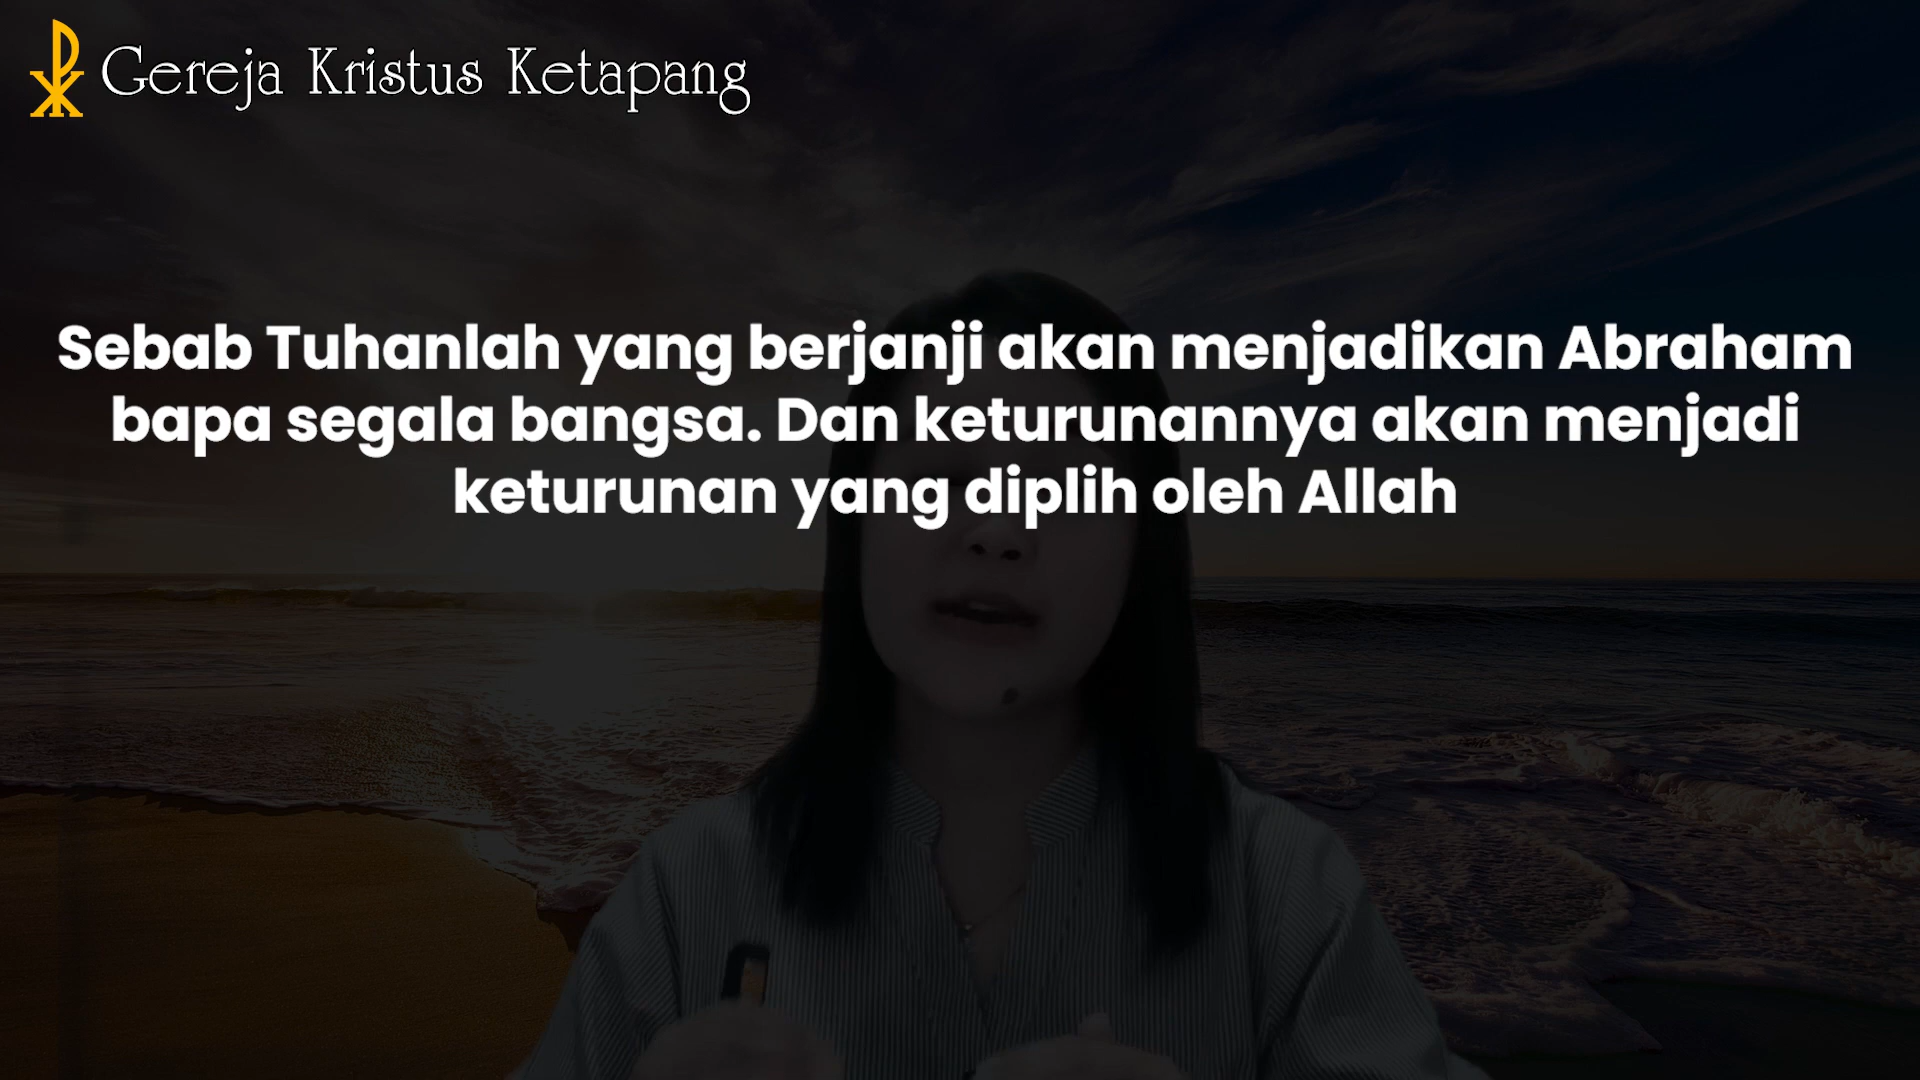 Gereja Kristus Ketapang
Sebab Tuhanlah yang berjanji akan menjadikan Abraham
bapa segala bangsa. Dan keturunannya akan menjadi
keturunan yang diplih oleh Allah